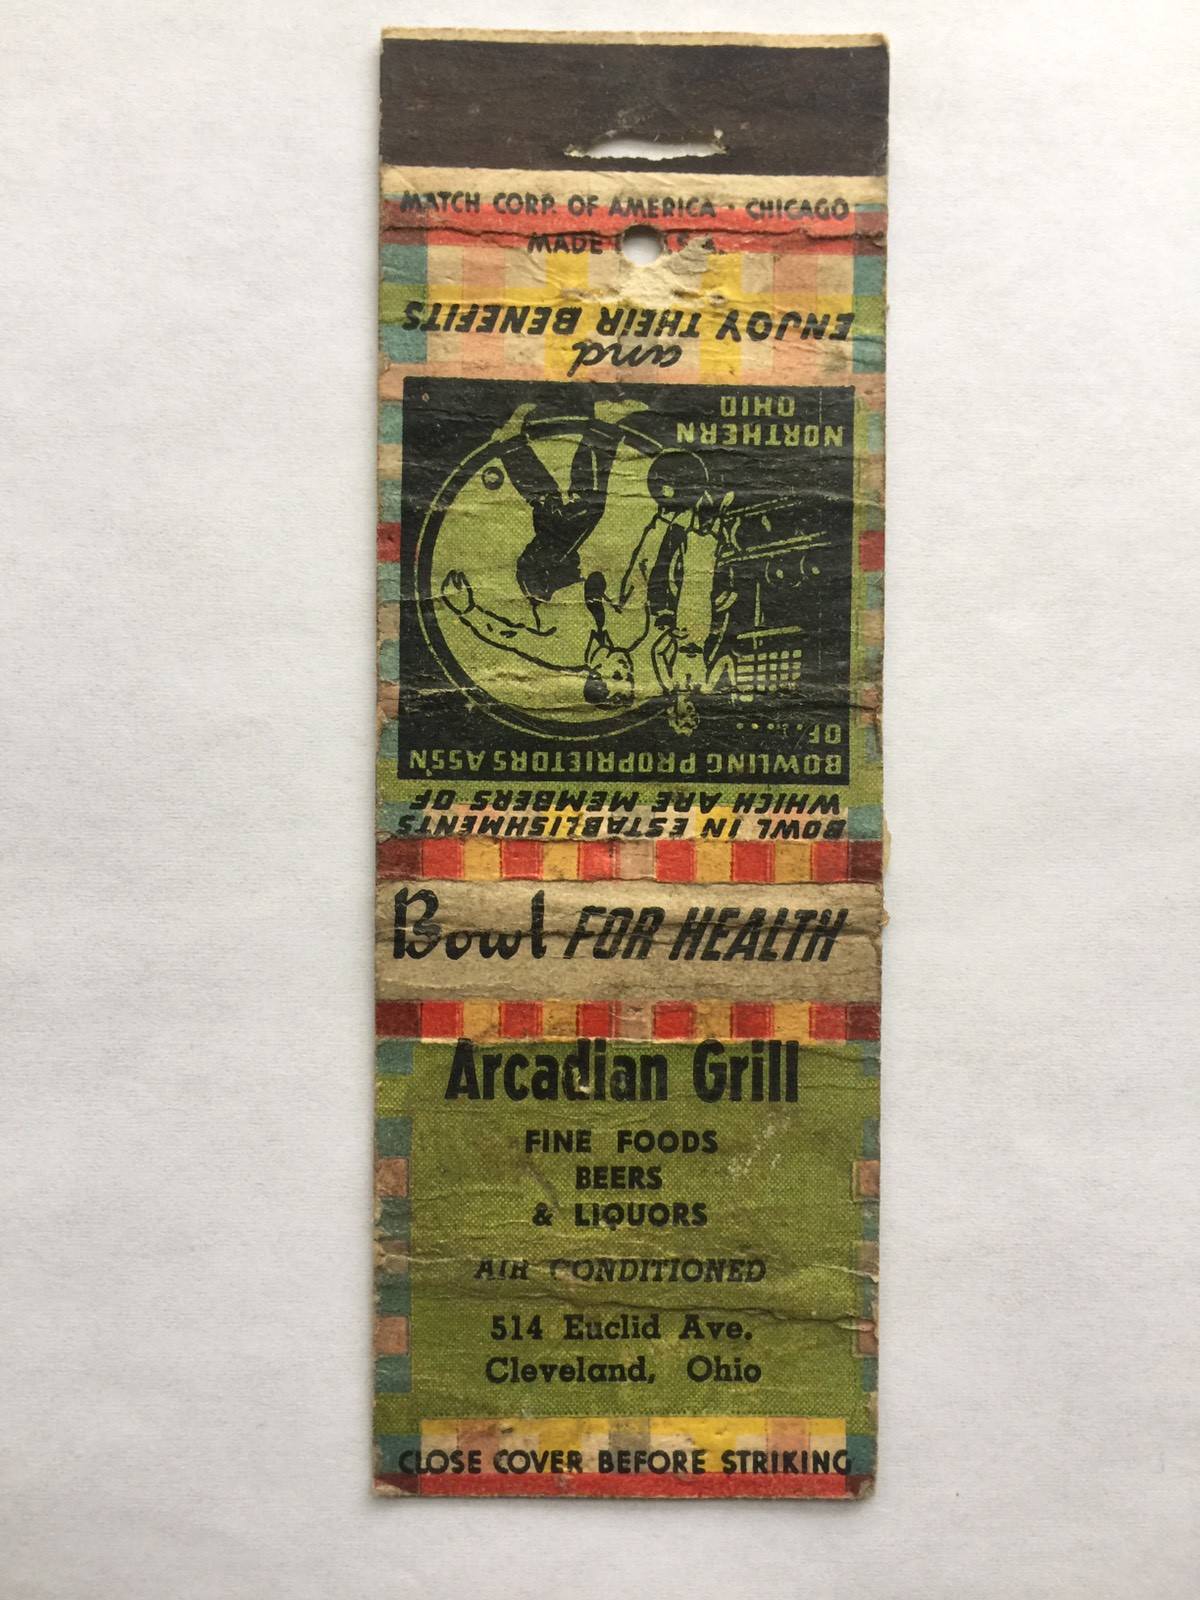 MATCH CORP. OF AMERICA - CHICAGO
MADE U.S.A.
BOWL IN ESTABLISHMENTS
WHICH ARE MEMBERS OF
BOWLING PROPRIETORS ASS'N
OF.....
NORTHERN
OHIO
and
ENJOY THEIR BENEFITS
Bowl FOR HEALTH
Arcadian Grill
FINE FOODS
BEERS
& LIQUORS
AIR CONDITIONED
514 Euclid Ave.
Cleveland, Ohio
CLOSE COVER BEFORE STRIKING